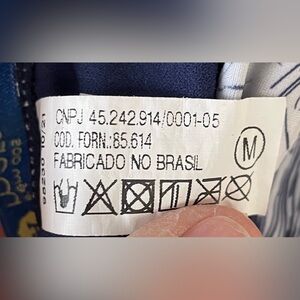 CNPJ 45.242.914/0001-05
COD. FORN.:85.614
FABRICADO NO BRASIL
M